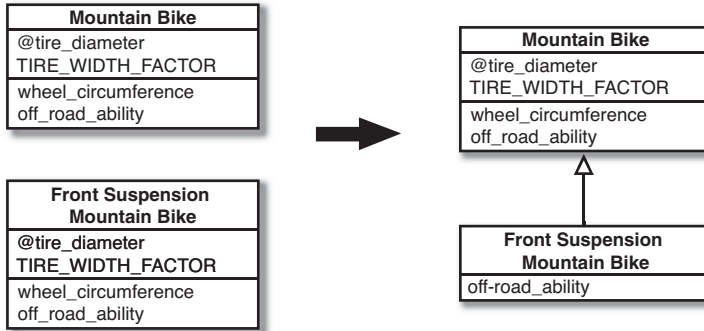 Mountain Bike
@tire_diameter
TIRE_WIDTH_FACTOR
wheel_circumference
off_road_ability
Front Suspension
Mountain Bike
@tire_diameter
TIRE_WIDTH_FACTOR
wheel_circumference
off_road_ability
Mountain Bike
@tire_diameter
TIRE_WIDTH_FACTOR
wheel_circumference
off_road_ability
Front Suspension
Mountain Bike
off-road_ability